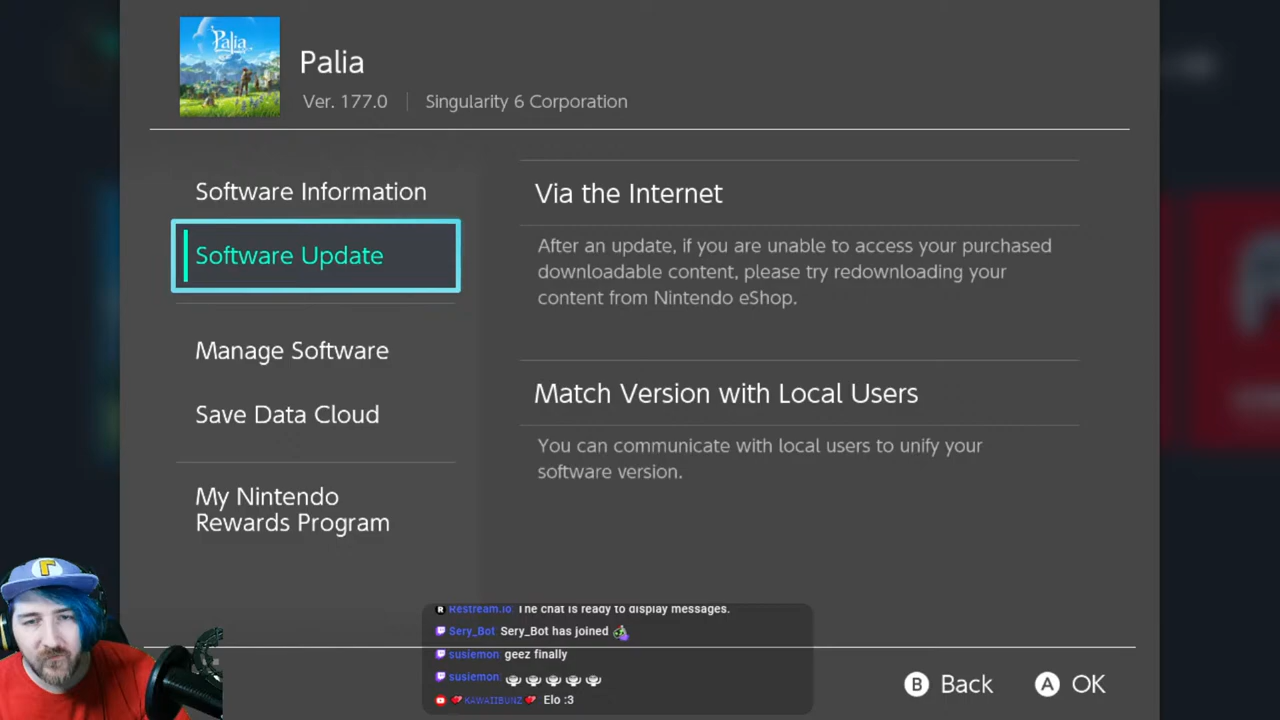 Palia
Palia
Ver. 177.0
Singularity 6 Corporation
Software Information
Software Update
Manage Software
Save Data Cloud
My Nintendo
Rewards Program
Via the Internet
After an update, if you are unable to access your purchased
downloadable content, please try redownloading your
content from Nintendo eShop.
Match Version with Local Users
You can communicate with local users to unify your
software version.
Restream.io: The chat is ready to display messages.
Sery_Bot Sery_Bot has joined
susiemon: geez finally
susiemon:
KAWAIIBUNZ Elo :3
B Back
A OK